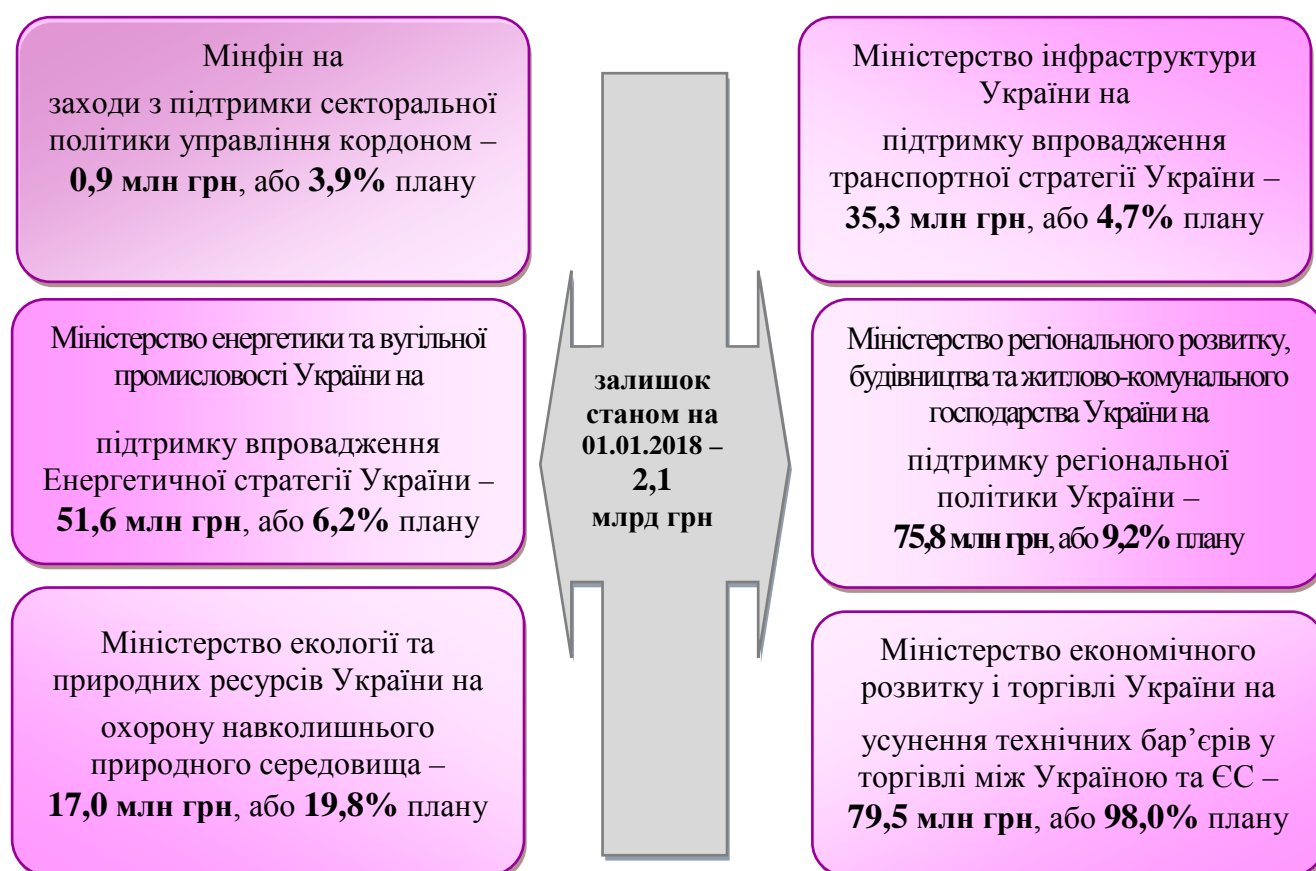 Мінфін на
заходи з підтримки секторальної
політики управління кордоном –
0,9 млн грн, або 3,9% плану
Міністерство інфраструктури
України на
підтримку впровадження
транспортної стратегії України –
35,3 млн грн, або 4,7% плану
Міністерство енергетики та вугільної
промисловості України на
підтримку впровадження
Енергетичної стратегії України –
51,6 млн грн, або 6,2% плану
залишок
станом на
01.01.2018 –
2,1
млрд грн
Міністерство регіонального розвитку,
будівництва та житлово-комунального
господарства України на
підтримку регіональної
політики України –
75,8 млн грн, або 9,2% плану
Міністерство екології та
природних ресурсів України на
охорону навколишнього
природного середовища –
17,0 млн грн, або 19,8% плану
Міністерство економічного
розвитку і торгівлі України на
усунення технічних бар’єрів у
торгівлі між Україною та ЄС –
79,5 млн грн, або 98,0% плану